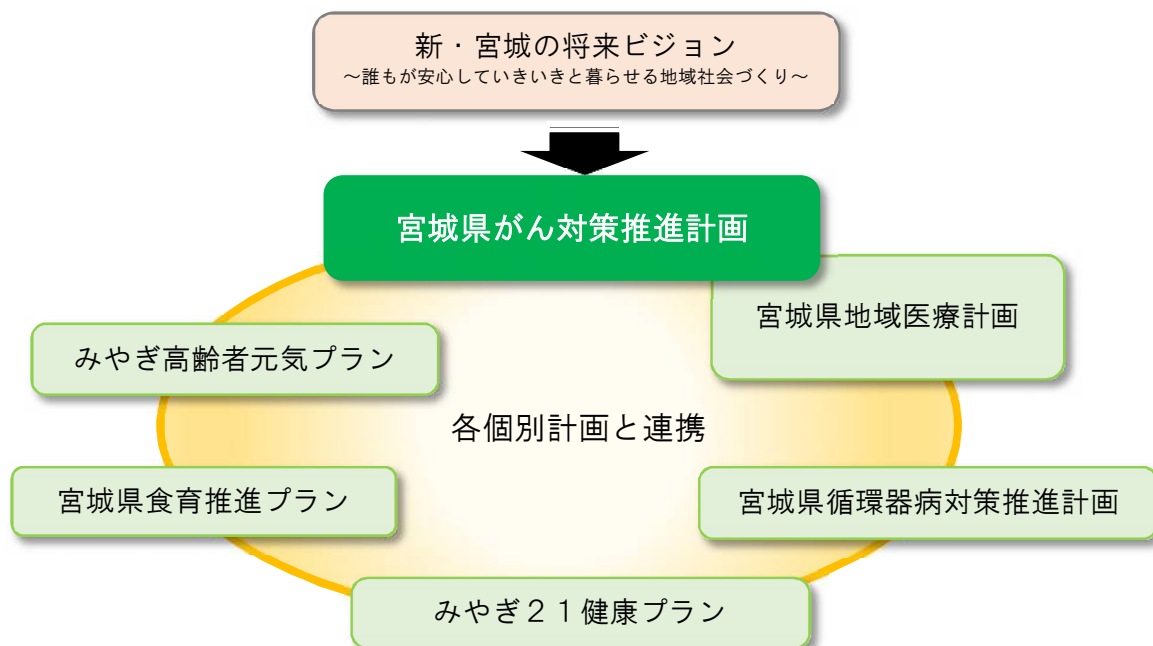 新・宮城の将来ビジョン
～誰もが安心していきいきと暮らせる地域社会づくり～
宮城県がん対策推進計画
宮城県地域医療計画
みやぎ高齢者元気プラン
各個別計画と連携
宮城県食育推進プラン
宮城県循環器病対策推進計画
みやぎ２１健康プラン